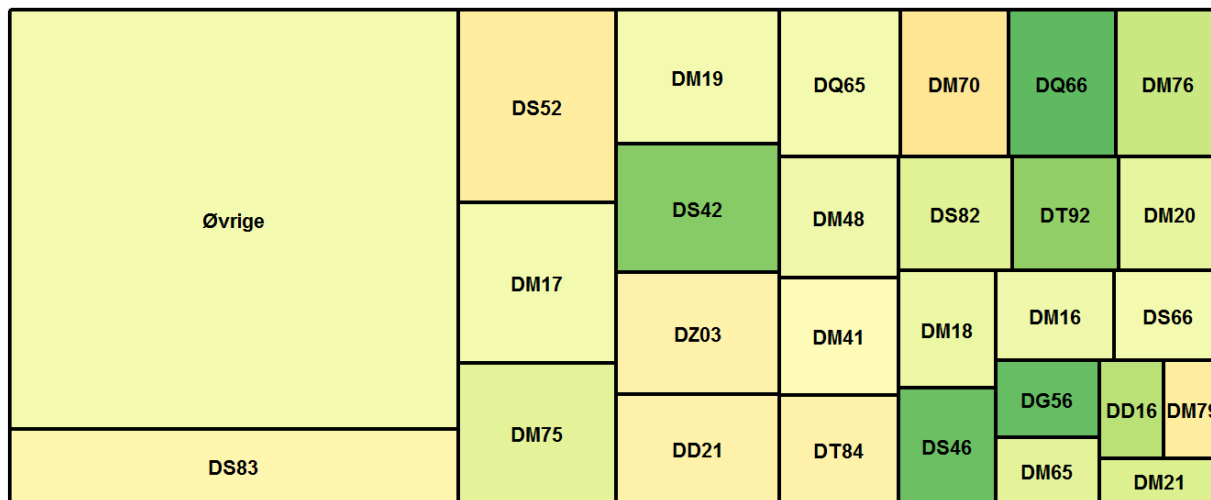 Øvrige
DS83
DS52
DM17
DM75
DM19
DS42
DZ03
DD21
DQ65
DM48
DM41
DT84
DM70
DQ66
DM76
DS82
DT92
DM20
DM18
DS46
DM16
DS66
DG56
DM65
DD16
DM79
DM21